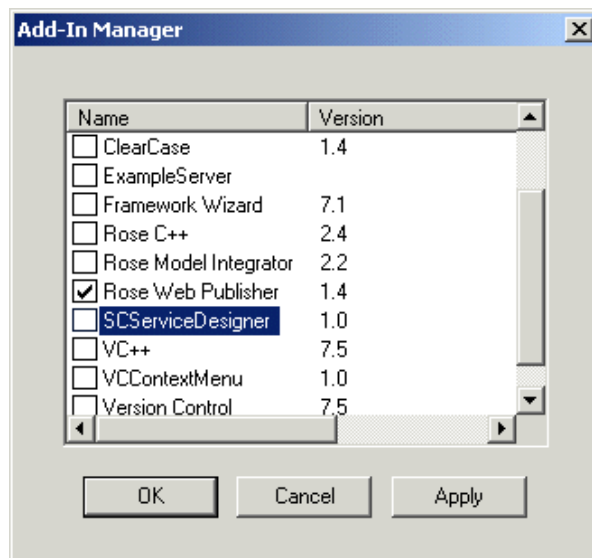 Add-In Manager
Name Version
ClearCase 1.4
ExampleServer
Framework Wizard 7.1
Rose C++ 2.4
Rose Model Integrator 2.2
Rose Web Publisher 1.4
SCServiceDesigner 1.0
VC++ 7.5
VCContextMenu 1.0
Version Control 7.5
OK Cancel Apply